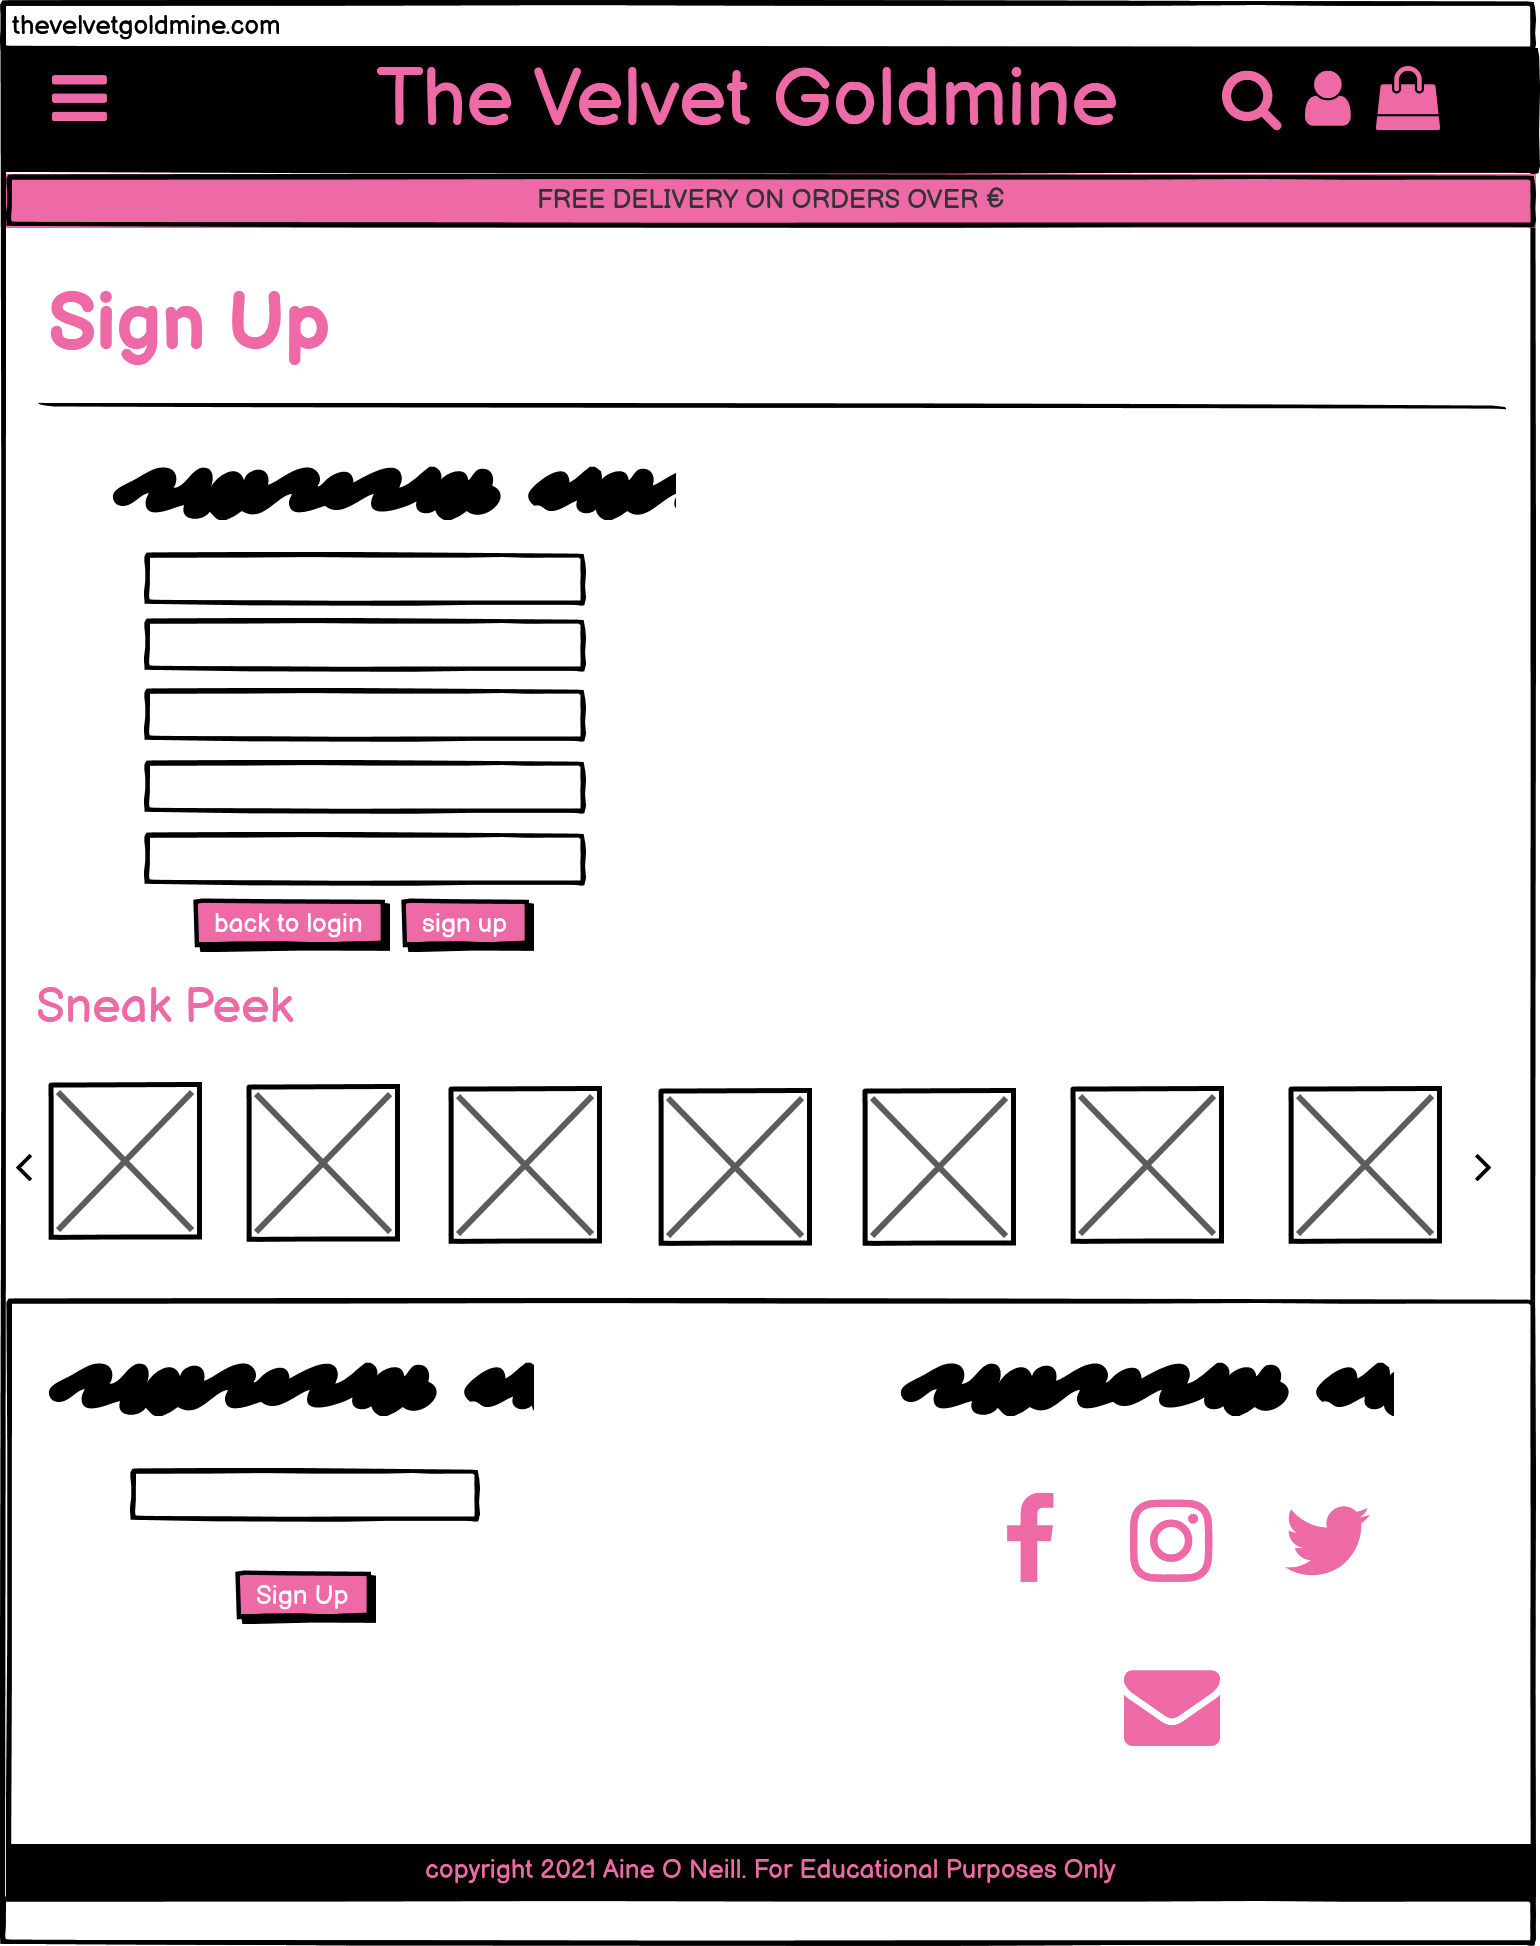 thevelvetgoldmine.com
The Velvet Goldmine
FREE DELIVERY ON ORDERS OVER €
Sign Up
back to login
sign up
Sneak Peek
Sign Up
copyright 2021 Aine O Neill. For Educational Purposes Only